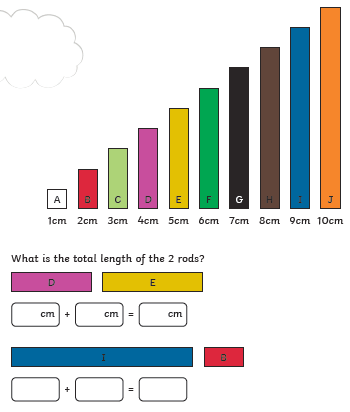 A B C D E F G H I J
1cm 2cm 3cm 4cm 5cm 6cm 7cm 8cm 9cm 10cm
What is the total length of the 2 rods?
D E
cm + cm = cm
I B
+ =